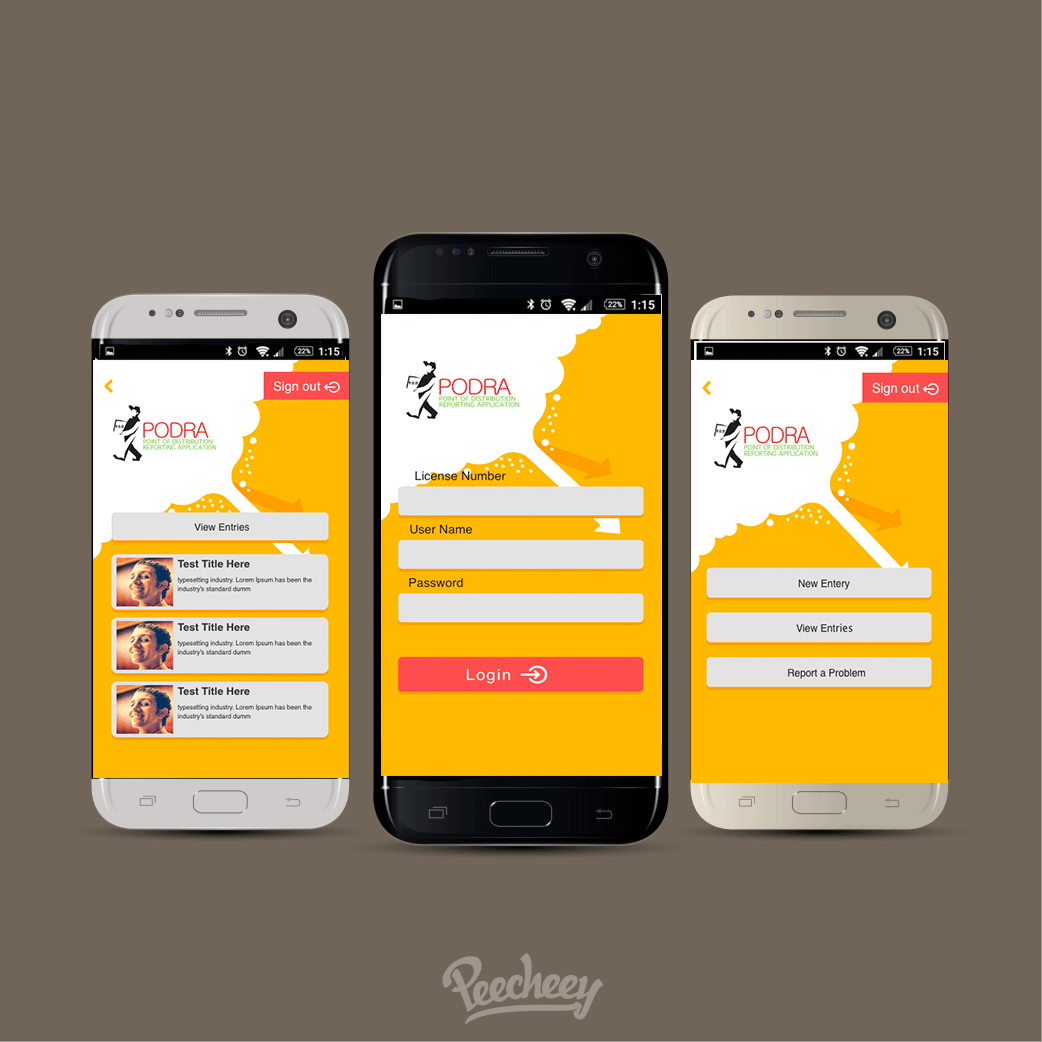 22%
1:15
Sign out
PODRA
POINT OF DISTRIBUTION
REPORTING APPLICATION
View Entries
Test Title Here
typesetting industry. Lorem Ipsum has been the
industry's standard dumm
Test Title Here
typesetting industry. Lorem Ipsum has been the
industry's standard dumm
Test Title Here
typesetting industry. Lorem Ipsum has been the
industry's standard dumm
22%
1:15
PODRA
POINT OF DISTRIBUTION
REPORTING APPLICATION
License Number
User Name
Password
Login
22%
1:15
Sign out
PODRA
POINT OF DISTRIBUTION
REPORTING APPLICATION
New Entery
View Entries
Report a Problem
Peecheey